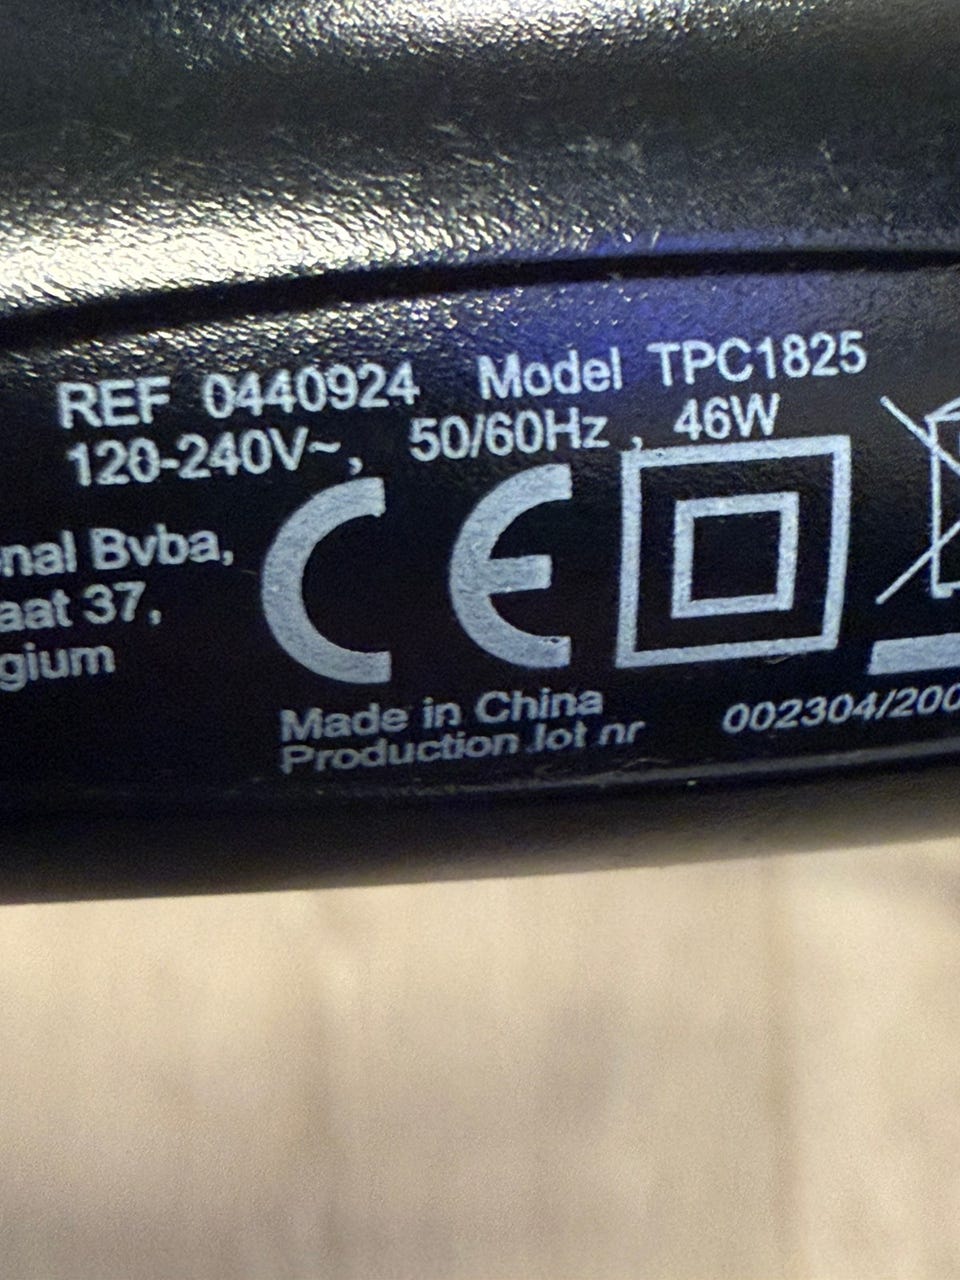 REF 0440924 Model TPC1825
120-240V~, 50/60Hz, 46W
nal Bvba,
aat 37,
gium
CE
Made in China
Production lot nr 002304/200